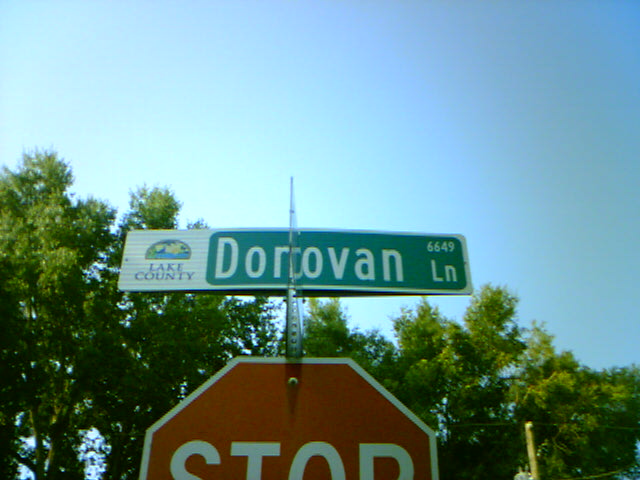 LAKE
COUNTY
Donovan
6649
Ln
STOP